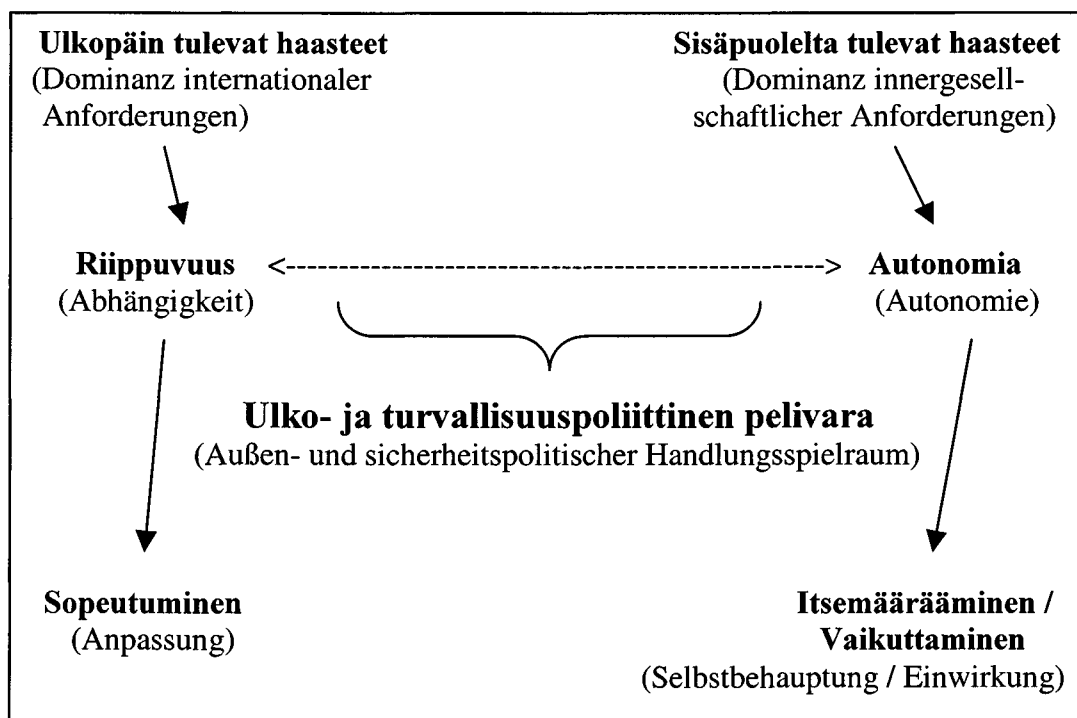 Ulkopäin tulevat haasteet
(Dominanz internationaler
Anforderungen)
Sisäpuolelta tulevat haasteet
(Dominanz innergesell-
schaftlicher Anforderungen)
Riippuvuus <--------------------------------------------> Autonomia
(Abhängigkeit)
(Autonomie)
Ulko- ja turvallisuuspoliittinen pelivara
(Außen- und sicherheitspolitischer Handlungsspielraum)
Sopeutuminen
(Anpassung)
Itsemäärääminen /
Vaikuttaminen
(Selbstbehauptung / Einwirkung)